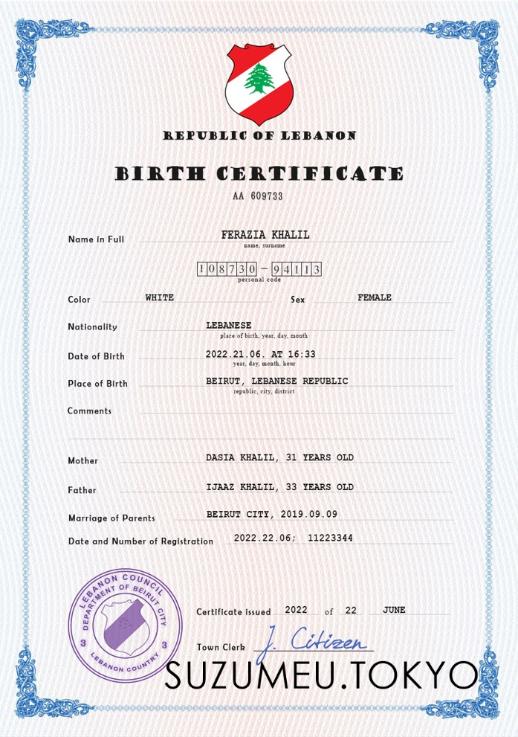 REPUBLIC OF LEBANON
BIRTH CERTIFICATE
AA 609733
Name in Full FERAZIA KHALIL
name, surname
108730 - 94113
personal code
Color WHITE Sex FEMALE
Nationality LEBANESE
place of birth, year, day, month
Date of Birth 2022.21.06. AT 16:33
year, day, month, hour
Place of Birth BEIRUT, LEBANESE REPUBLIC
republic, city, district
Comments
Mother DASIA KHALIL, 31 YEARS OLD
Father IJAAZ KHALIL, 33 YEARS OLD
Marriage of Parents BEIRUT CITY, 2019.09.09
Date and Number of Registration 2022.22.06; 11223344
LEBANON COUNCIL
DEPARTMENT OF BEIRUT CITY
3 3
LEBANON COUNTRY
Certificate issued 2022 of 22 JUNE
Town Clerk J. Citizen
SUZUMEU.TOKYO